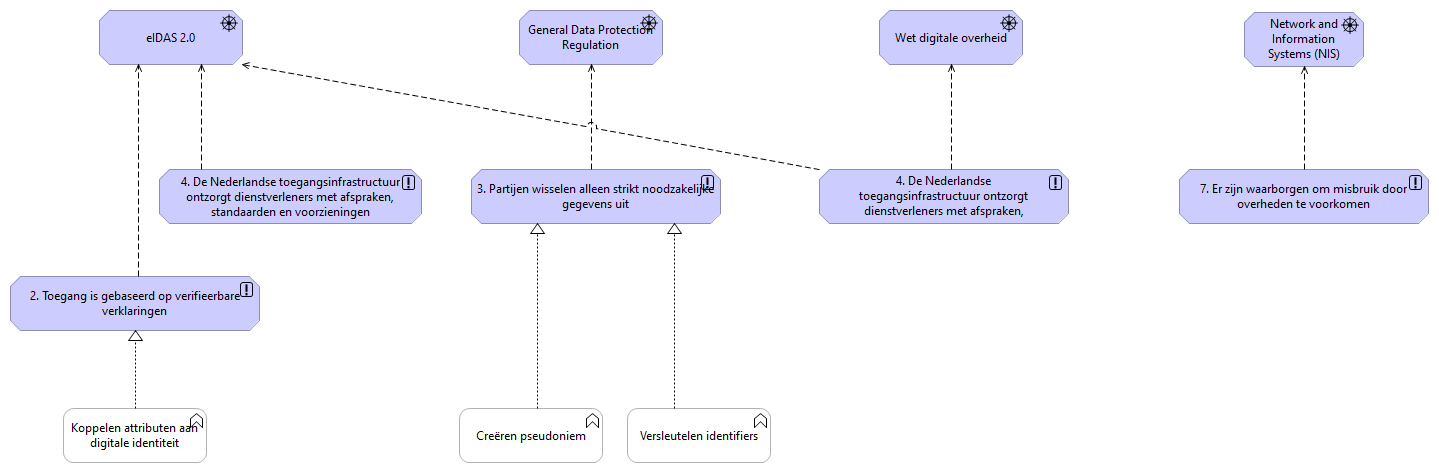 eIDAS 2.0
General Data Protection
Regulation
Wet digitale overheid
Network and
Information
Systems (NIS)
4. De Nederlandse toegangsinfrastructuur
ontzorgt dienstverleners met afspraken,
standaarden en voorzieningen
3. Partijen wisselen alleen strikt noodzakelijke
gegevens uit
4. De Nederlandse
toegangsinfrastructuur ontzorgt
dienstverleners met afspraken,
7. Er zijn waarborgen om misbruik door
overheden te voorkomen
2. Toegang is gebaseerd op verifieerbare
verklaringen
Koppelen attributen aan
digitale identiteit
Creëren pseudoniem
Versleutelen identifiers